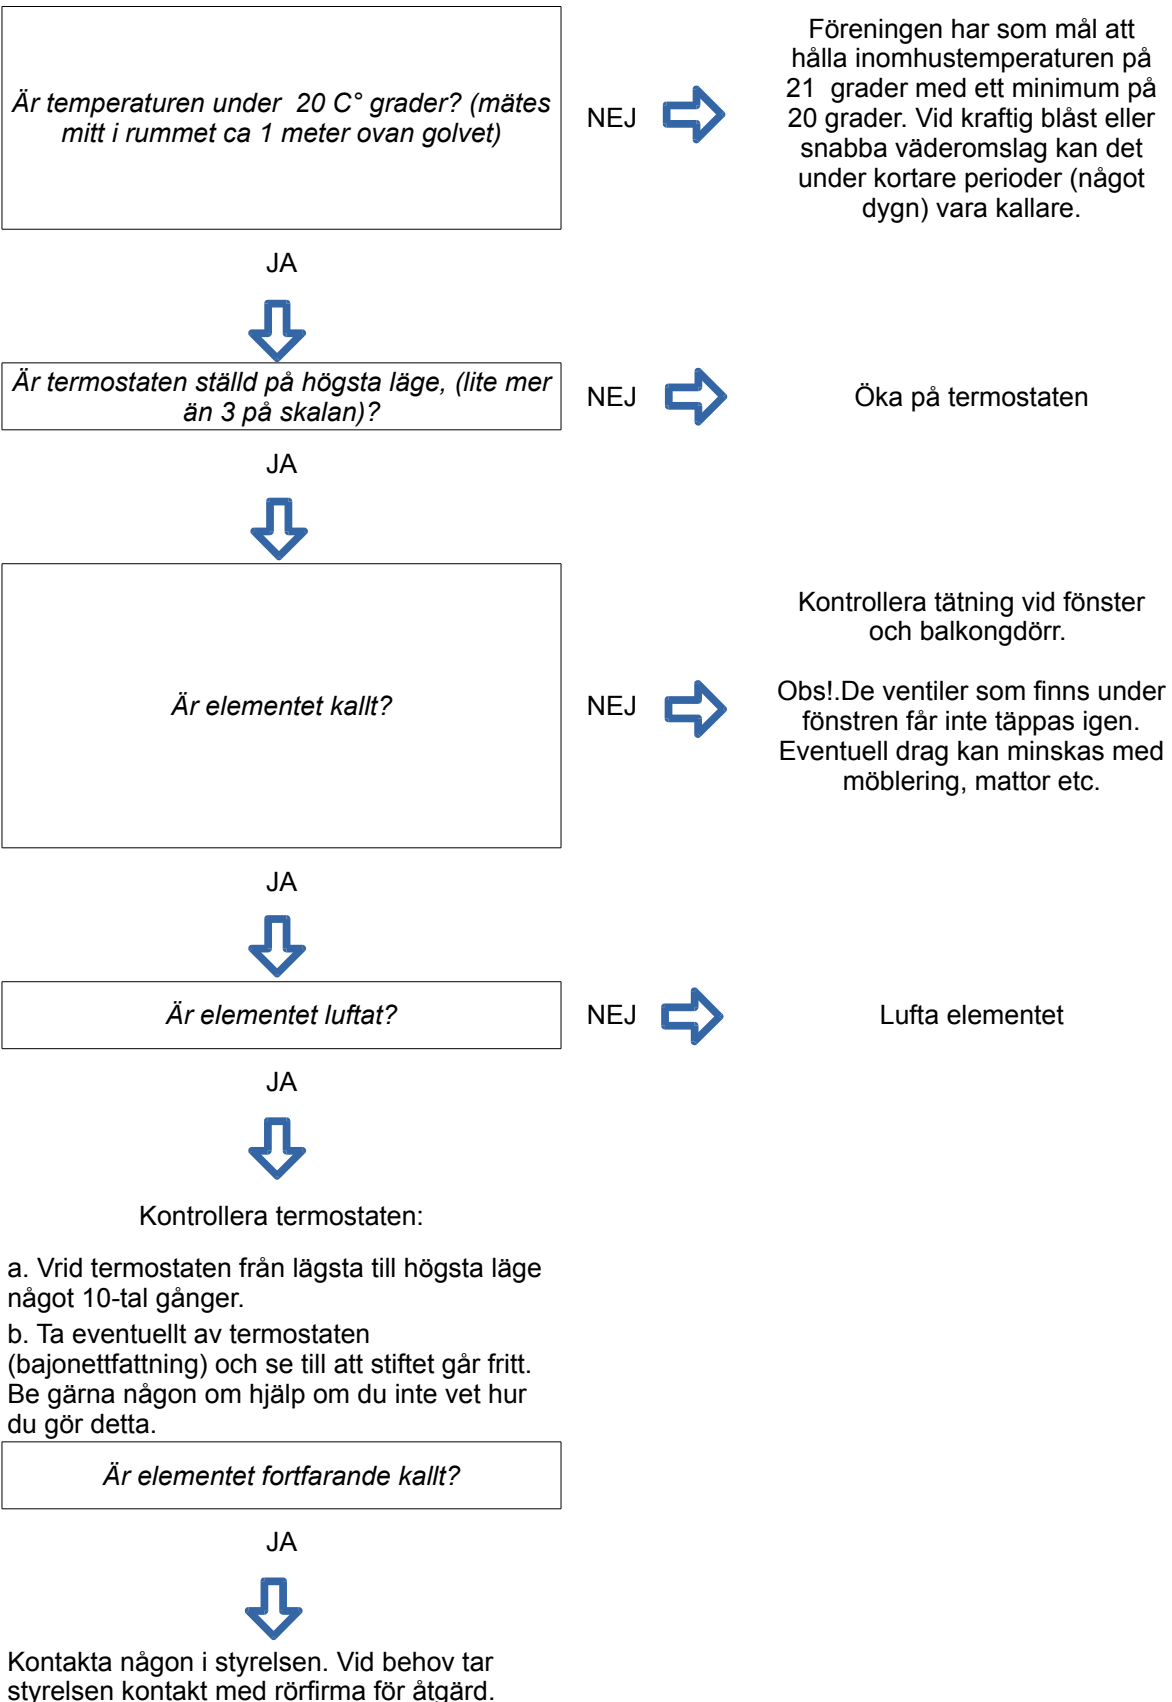 Är temperaturen under  20 C° grader? (mätes
mitt i rummet ca 1 meter ovan golvet)
NEJ
Föreningen har som mål att
hålla inomhustemperaturen på
21  grader med ett minimum på
20 grader. Vid kraftig blåst eller
snabba väderomslag kan det
under kortare perioder (något
dygn) vara kallare.
JA
Är termostaten ställd på högsta läge, (lite mer
än 3 på skalan)?
NEJ
Öka på termostaten
JA
Är elementet kallt?
NEJ
Kontrollera tätning vid fönster
och balkongdörr.
Obs!.De ventiler som finns under
fönstren får inte täppas igen.
Eventuell drag kan minskas med
möblering, mattor etc.
JA
Är elementet luftat?
NEJ
Lufta elementet
JA
Kontrollera termostaten:
a. Vrid termostaten från lägsta till högsta läge
något 10-tal gånger.
b. Ta eventuellt av termostaten
(bajonettfattning) och se till att stiftet går fritt.
Be gärna någon om hjälp om du inte vet hur
du gör detta.
Är elementet fortfarande kallt?
JA
Kontakta någon i styrelsen. Vid behov tar
styrelsen kontakt med rörfirma för åtgärd.